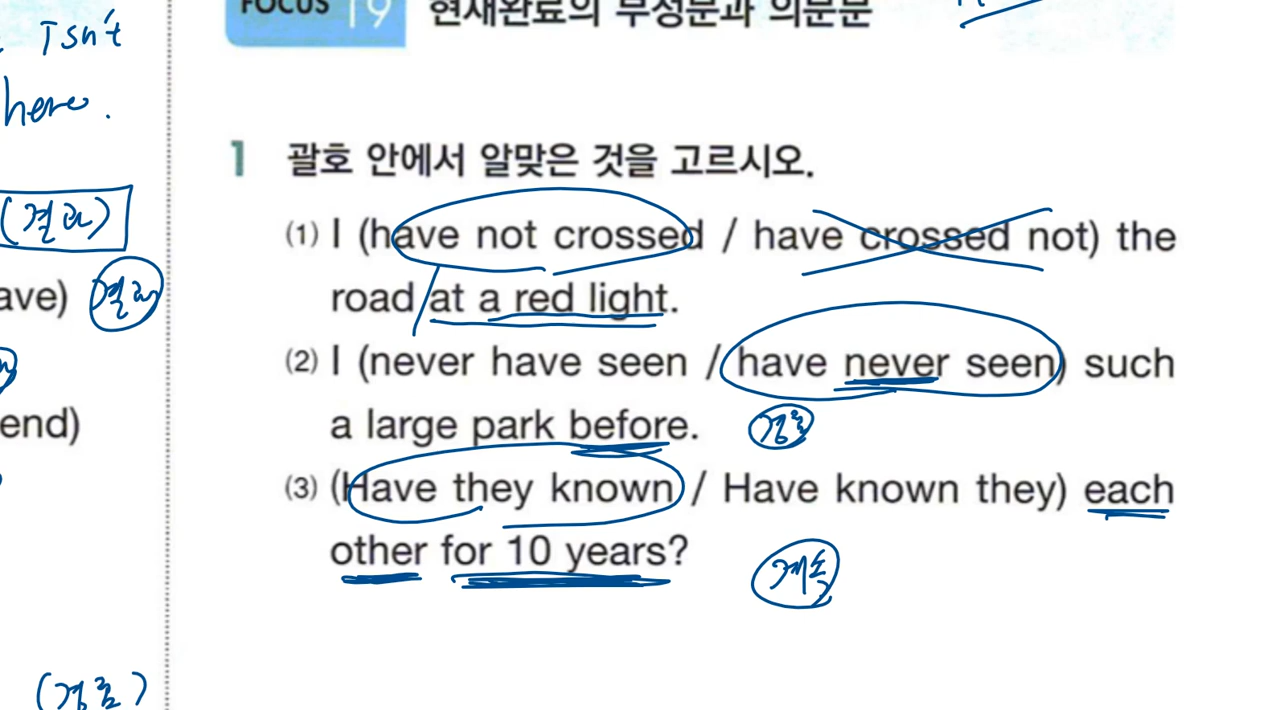 Isn't
here.
FOCUS 19 현재완료의 부정문과 의문문
1 괄호 안에서 알맞은 것을 고르시오.
(결과)
(1) I (have not crossed / have crossed not) the
ave) 결과
road at a red light.
(2) I (never have seen / have never seen) such
end)
a large park before. 경험
(3) (Have they known / Have known they) each
other for 10 years? 계속
(경험)